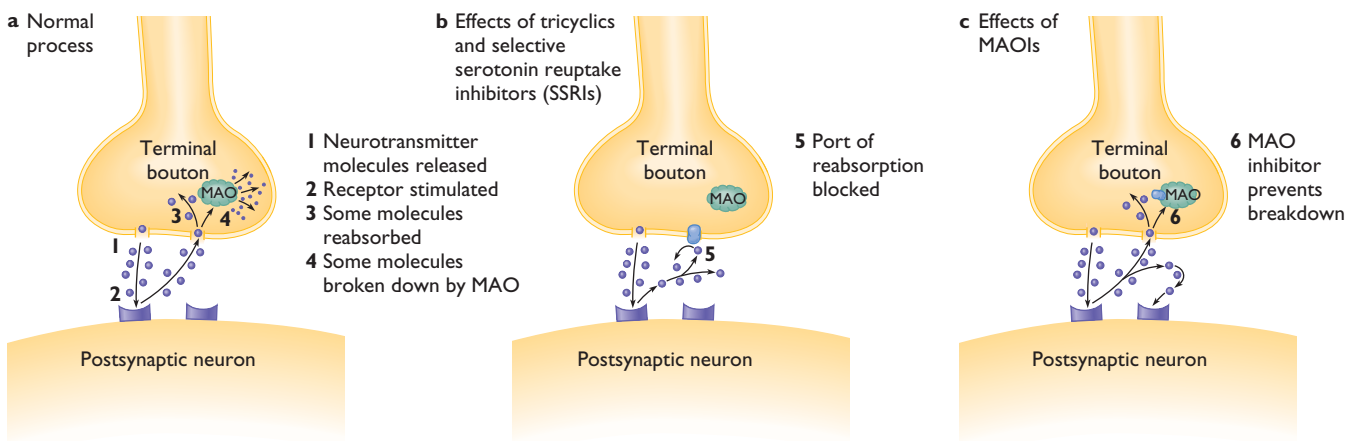 a Normal
process
Terminal
bouton
MAO
3
4
1
2
Postsynaptic neuron
1 Neurotransmitter
molecules released
2 Receptor stimulated
3 Some molecules
reabsorbed
4 Some molecules
broken down by MAO
b Effects of tricyclics
and selective
serotonin reuptake
inhibitors (SSRIs)
Terminal
bouton
MAO
5
Postsynaptic neuron
5 Port of
reabsorption
blocked
c Effects of
MAOIs
Terminal
bouton
MAO
6
Postsynaptic neuron
6 MAO
inhibitor
prevents
breakdown